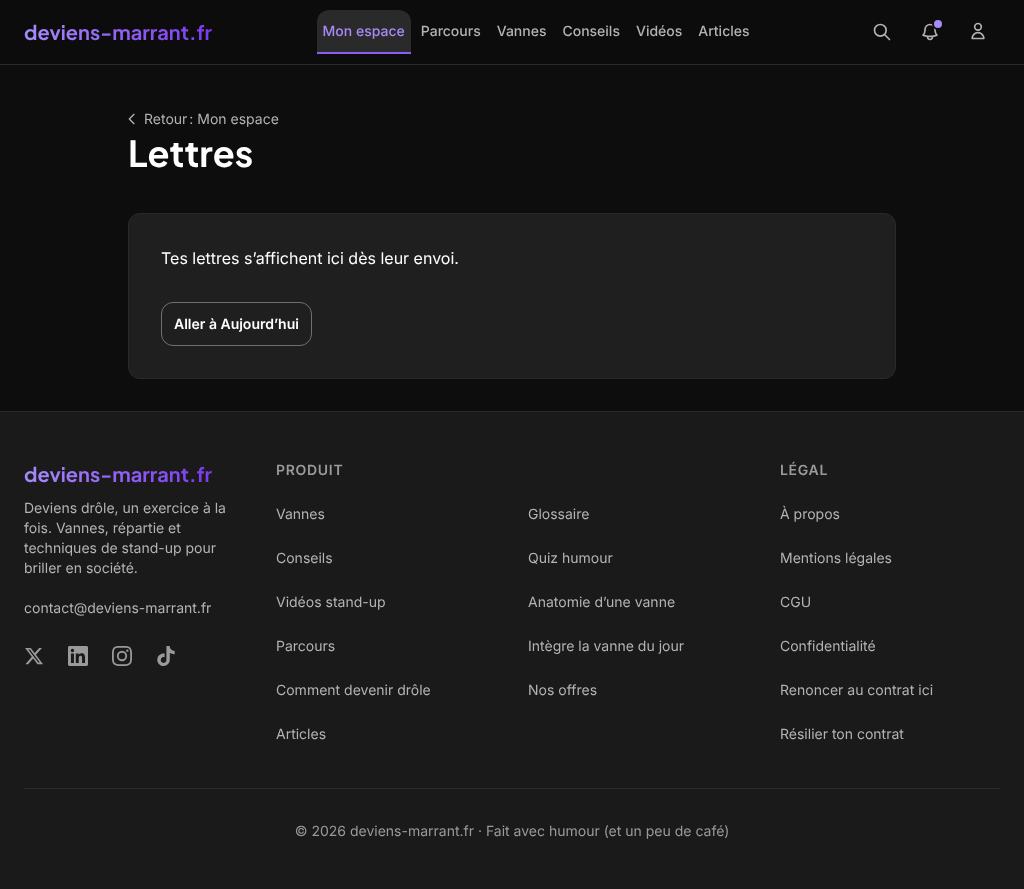 deviens-marrant.fr
Mon espace
Parcours
Vannes
Conseils
Vidéos
Articles
Retour : Mon espace
Lettres
Tes lettres s’affichent ici dès leur envoi.
Aller à Aujourd’hui
deviens-marrant.fr
Deviens drôle, un exercice à la
fois. Vannes, répartie et
techniques de stand-up pour
briller en société.
contact@deviens-marrant.fr
PRODUIT
Vannes
Conseils
Vidéos stand-up
Parcours
Comment devenir drôle
Articles
Glossaire
Quiz humour
Anatomie d’une vanne
Intègre la vanne du jour
Nos offres
LÉGAL
À propos
Mentions légales
CGU
Confidentialité
Renoncer au contrat ici
Résilier ton contrat
© 2026 deviens-marrant.fr · Fait avec humour (et un peu de café)